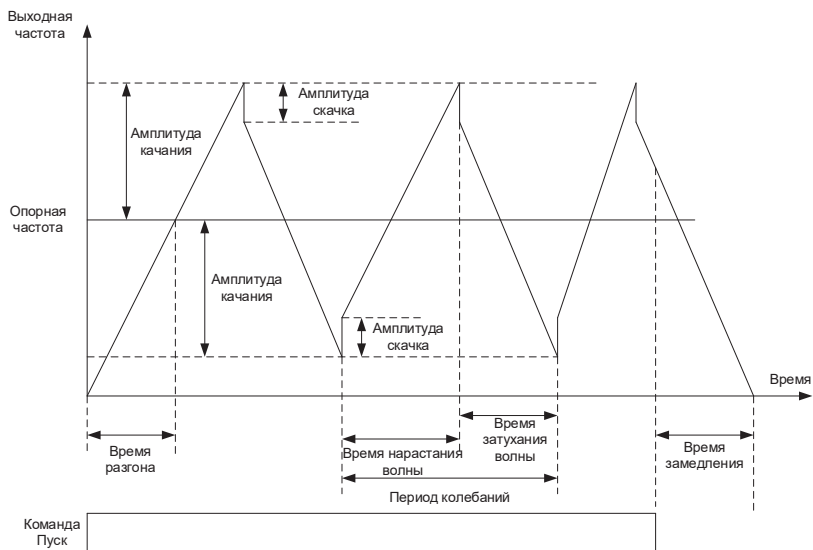 Выходная
частота
Амплитуда
скачка
Амплитуда
качания
Опорная
частота
Амплитуда
качания
Амплитуда
скачка
Время
Время
разгона
Время нарастания
волны
Время
затухания
волны
Время
замедления
Период колебаний
Команда
Пуск